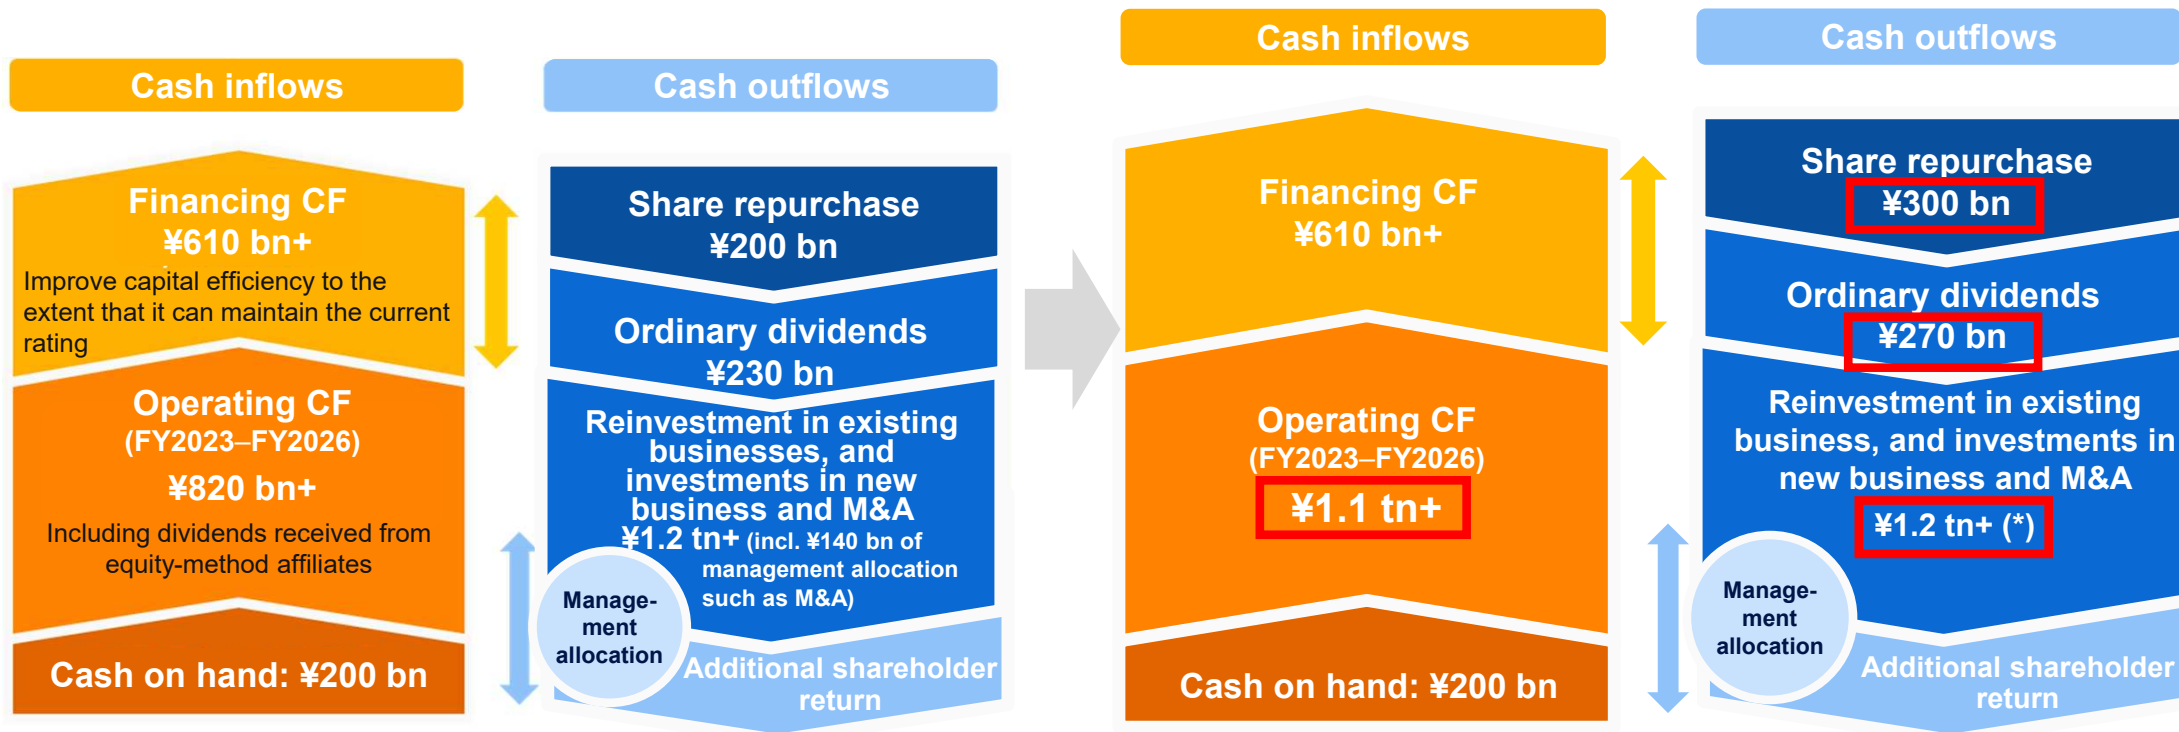 Cash inflows
Financing CF
¥610 bn+
Improve capital efficiency to the
extent that it can maintain the current
rating
Operating CF
(FY2023–FY2026)
¥820 bn+
Including dividends received from
equity-method affiliates
Cash on hand: ¥200 bn
Cash outflows
Share repurchase
¥200 bn
Ordinary dividends
¥230 bn
Reinvestment in existing
businesses, and
investments in new
business and M&A
¥1.2 tn+ (incl. ¥140 bn of
management allocation
such as M&A)
Manage-
ment
allocation
Additional shareholder
return
Cash inflows
Financing CF
¥610 bn+
Operating CF
(FY2023–FY2026)
¥1.1 tn+
Cash on hand: ¥200 bn
Cash outflows
Share repurchase
¥300 bn
Ordinary dividends
¥270 bn
Reinvestment in existing
business, and investments in
new business and M&A
¥1.2 tn+ (*)
Manage-
ment
allocation
Additional shareholder
return